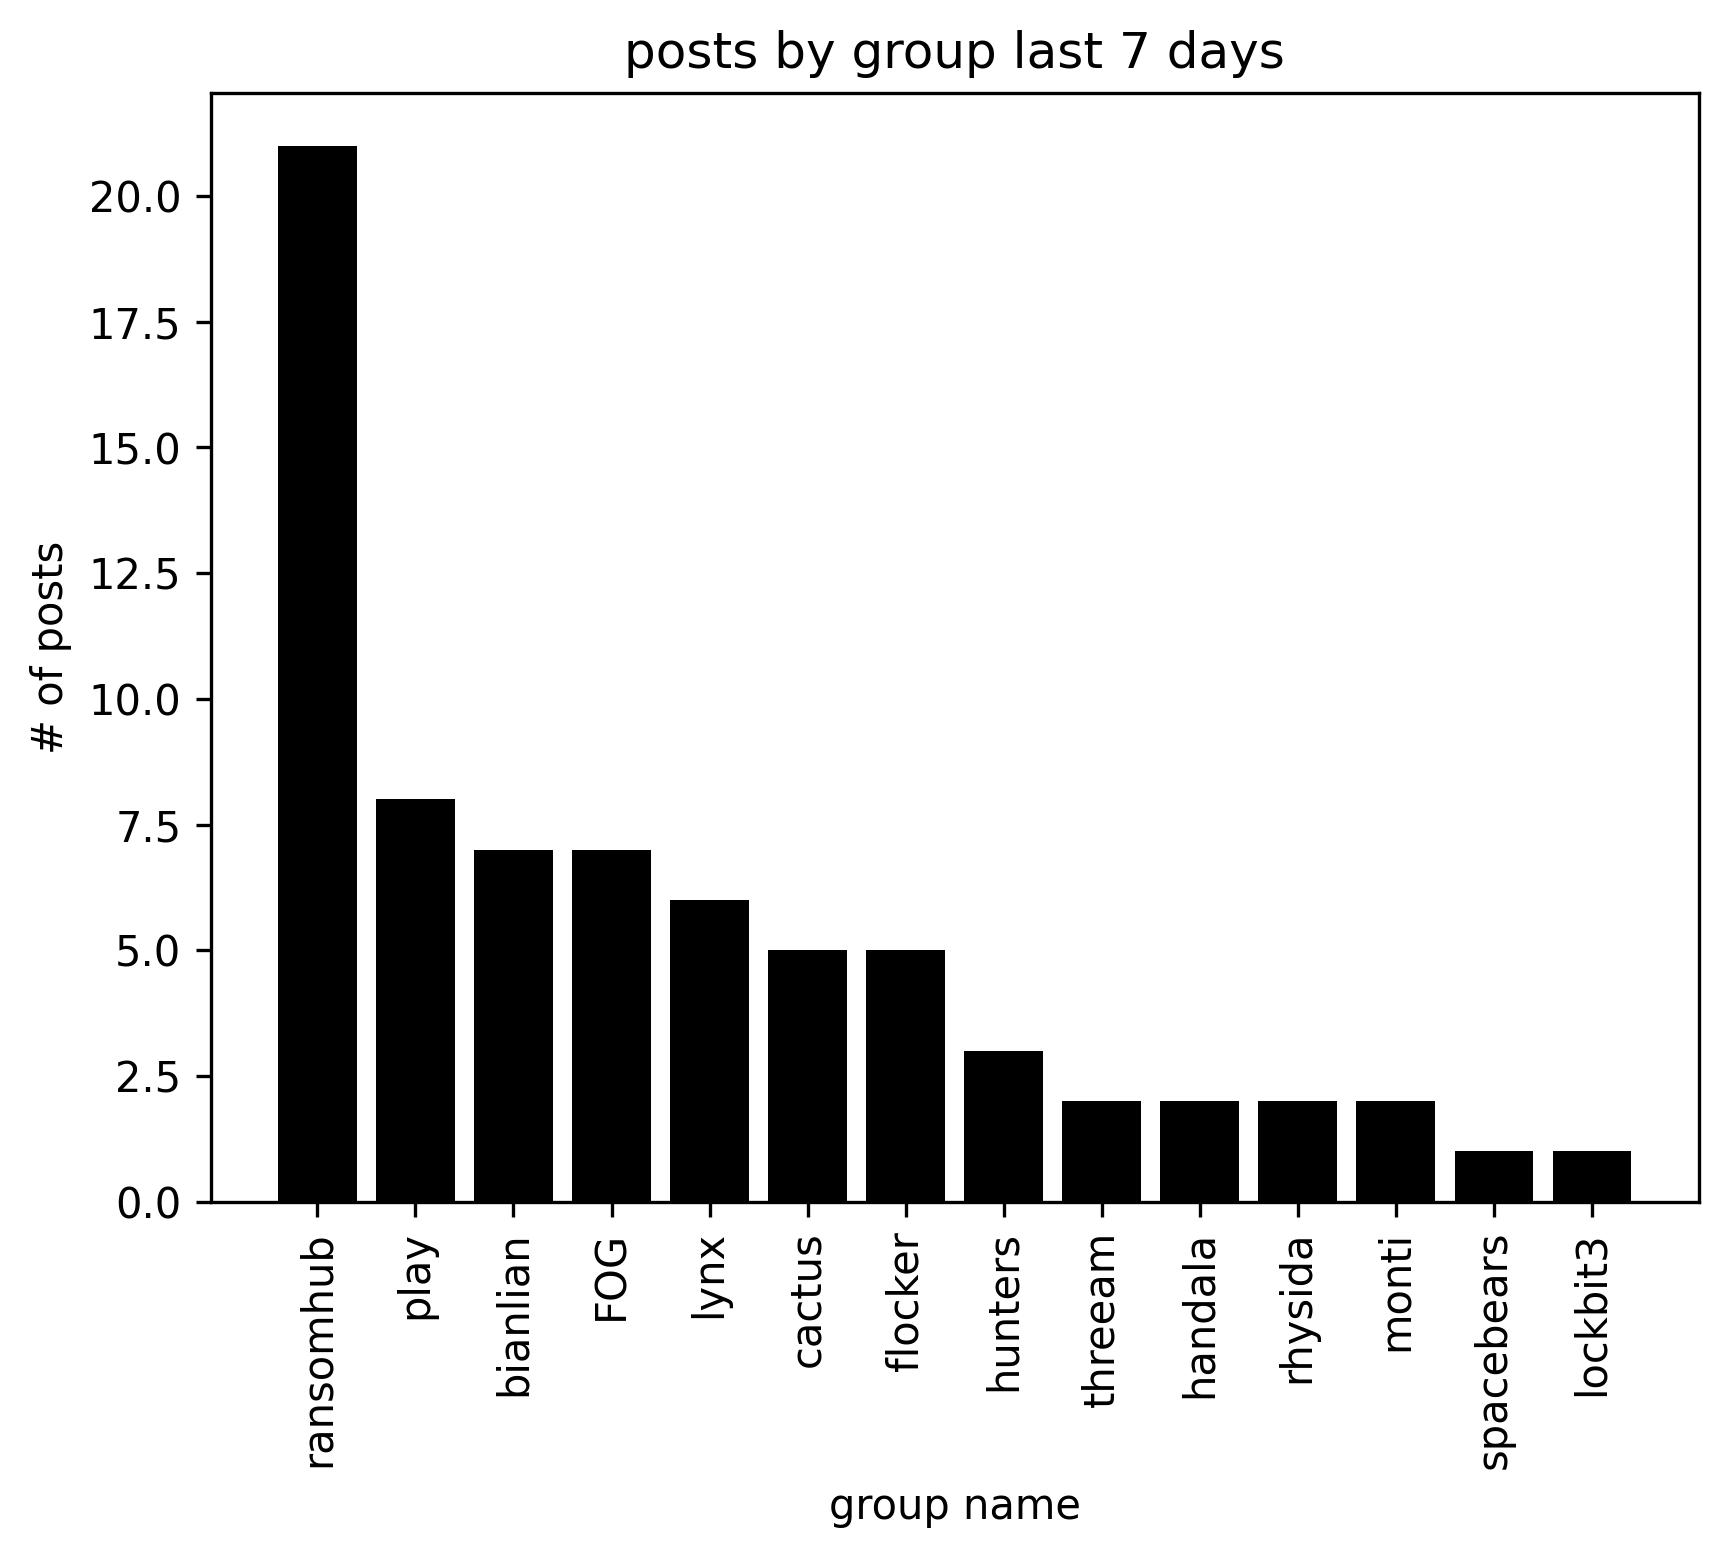 posts by group last 7 days
# of posts
20.0
17.5
15.0
12.5
10.0
7.5
5.0
2.5
0.0
ransomhub
play
bianlian
FOG
lynx
cactus
flocker
hunters
threeam
handala
rhysida
monti
spacebears
lockbit3
group name